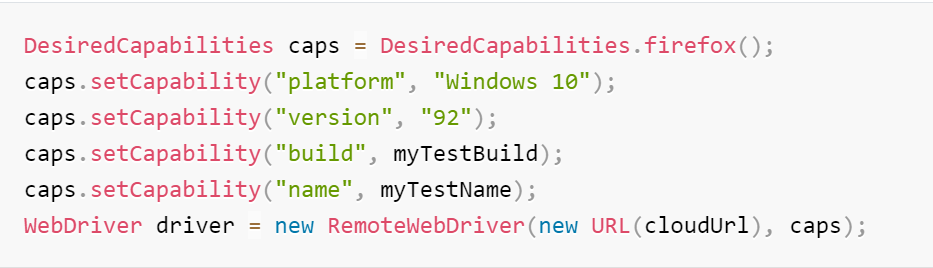 DesiredCapabilities caps = DesiredCapabilities.firefox();
caps.setCapability("platform", "Windows 10");
caps.setCapability("version", "92");
caps.setCapability("build", myTestBuild);
caps.setCapability("name", myTestName);
WebDriver driver = new RemoteWebDriver(new URL(cloudUrl), caps);